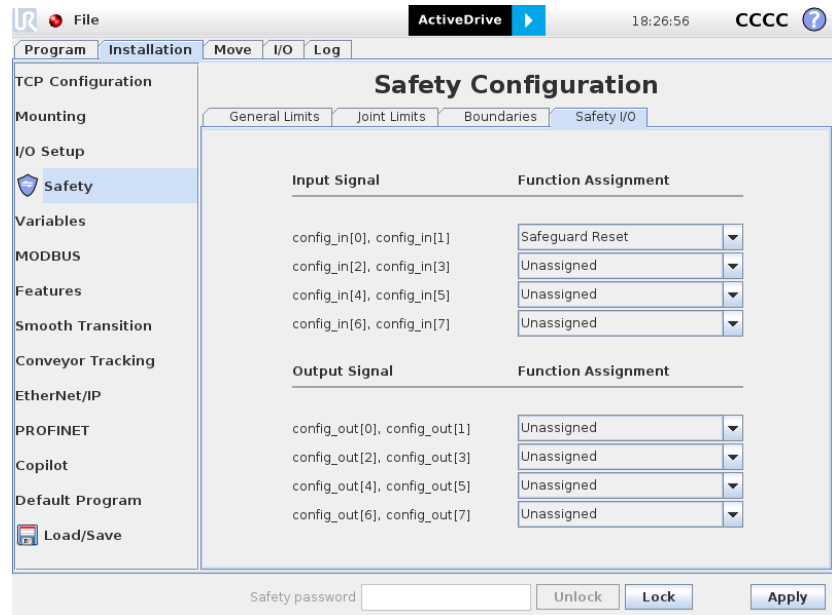 UR File ActiveDrive 18:26:56 CCCC ?
Program Installation Move I/O Log
TCP Configuration
Mounting
I/O Setup
Safety
Variables
MODBUS
Features
Smooth Transition
Conveyor Tracking
EtherNet/IP
PROFINET
Copilot
Default Program
Load/Save
Safety Configuration
General Limits Joint Limits Boundaries Safety I/O
Input Signal Function Assignment
config_in[0], config_in[1] Safeguard Reset
config_in[2], config_in[3] Unassigned
config_in[4], config_in[5] Unassigned
config_in[6], config_in[7] Unassigned
Output Signal Function Assignment
config_out[0], config_out[1] Unassigned
config_out[2], config_out[3] Unassigned
config_out[4], config_out[5] Unassigned
config_out[6], config_out[7] Unassigned
Safety password Unlock Lock Apply